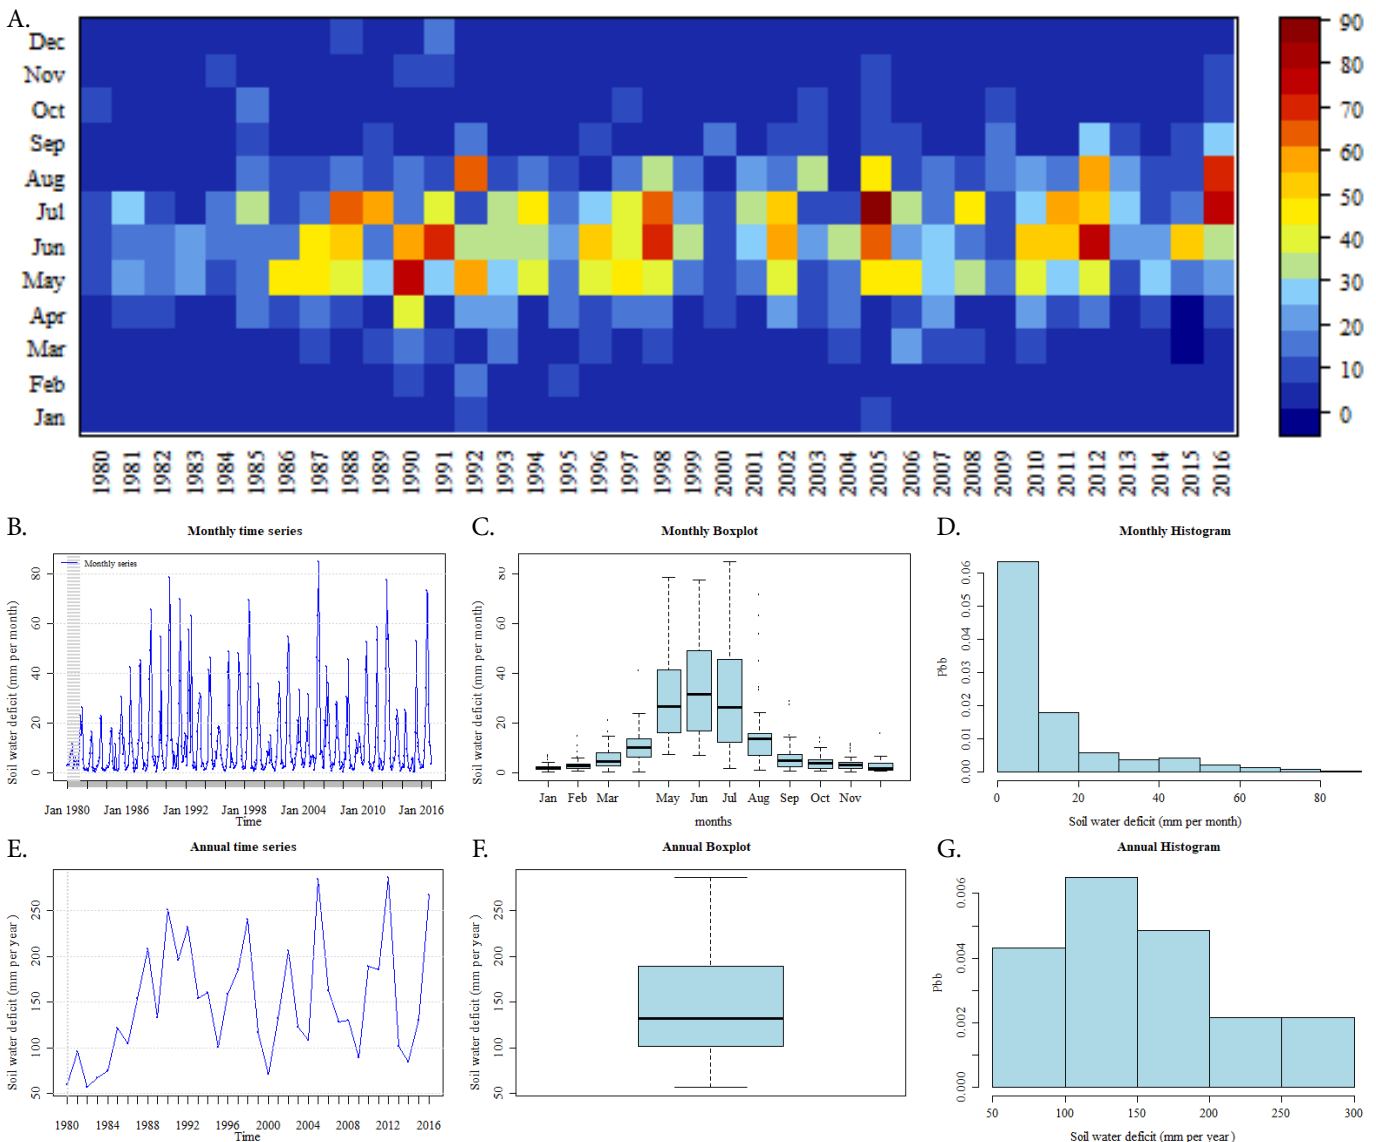 A.
Dec
Nov
Oct
Sep
Aug
Jul
Jun
May
Apr
Mar
Feb
Jan
1980 1981 1982 1983 1984 1985 1986 1987 1988 1989 1990 1991 1992 1993 1994 1995 1996 1997 1998 1999 2000 2001 2002 2003 2004 2005 2006 2007 2008 2009 2010 2011 2012 2013 2014 2015 2016
90
80
70
60
50
40
30
20
10
0
B.
Monthly time series
Monthly series
Soil water deficit (mm per month)
80
60
40
20
0
Jan 1980 Jan 1986 Jan 1992 Jan 1998 Jan 2004 Jan 2010 Jan 2016
Time
C.
Monthly Boxplot
Soil water deficit (mm per month)
80
60
40
20
0
Jan Feb Mar May Jun Jul Aug Sep Oct Nov
months
D.
Monthly Histogram
Pbb
0.06
0.05
0.04
0.03
0.02
0.01
0.00
0 20 40 60 80
Soil water deficit (mm per month)
E.
Annual time series
Soil water deficit (mm per year )
250
200
150
100
50
1980 1984 1988 1992 1996 2000 2004 2008 2012 2016
Time
F.
Annual Boxplot
Soil water deficit (mm per year )
250
200
150
100
50
G.
Annual Histogram
Pbb
0.006
0.004
0.002
0.000
50 100 150 200 250 300
Soil water deficit (mm per year )